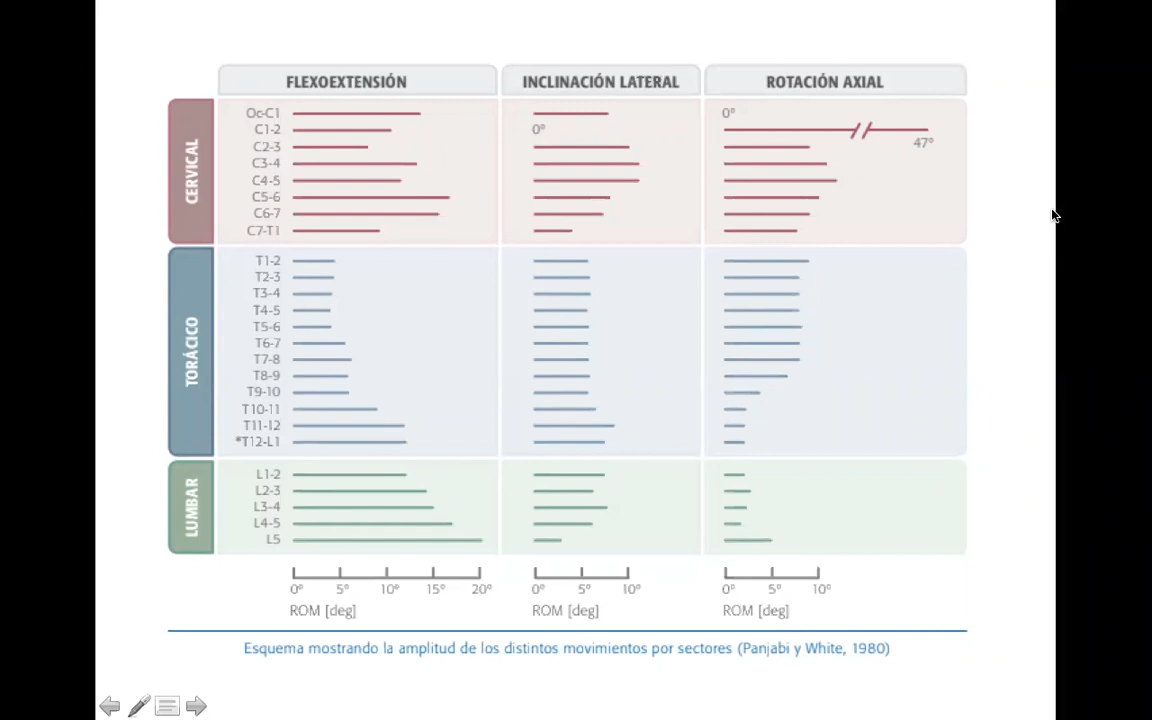 FLEXOEXTENSIÓN INCLINACIÓN LATERAL ROTACIÓN AXIAL
CERVICAL
Oc-C1 0°
C1-2 0° 47°
C2-3
C3-4
C4-5
C5-6
C6-7
C7-T1
TORÁCICO
T1-2
T2-3
T3-4
T4-5
T5-6
T6-7
T7-8
T8-9
T9-10
T10-11
T11-12
*T12-L1
LUMBAR
L1-2
L2-3
L3-4
L4-5
L5
0° 5° 10° 15° 20° 0° 5° 10° 0° 5° 10°
ROM [deg] ROM [deg] ROM [deg]
Esquema mostrando la amplitud de los distintos movimientos por sectores (Panjabi y White, 1980)